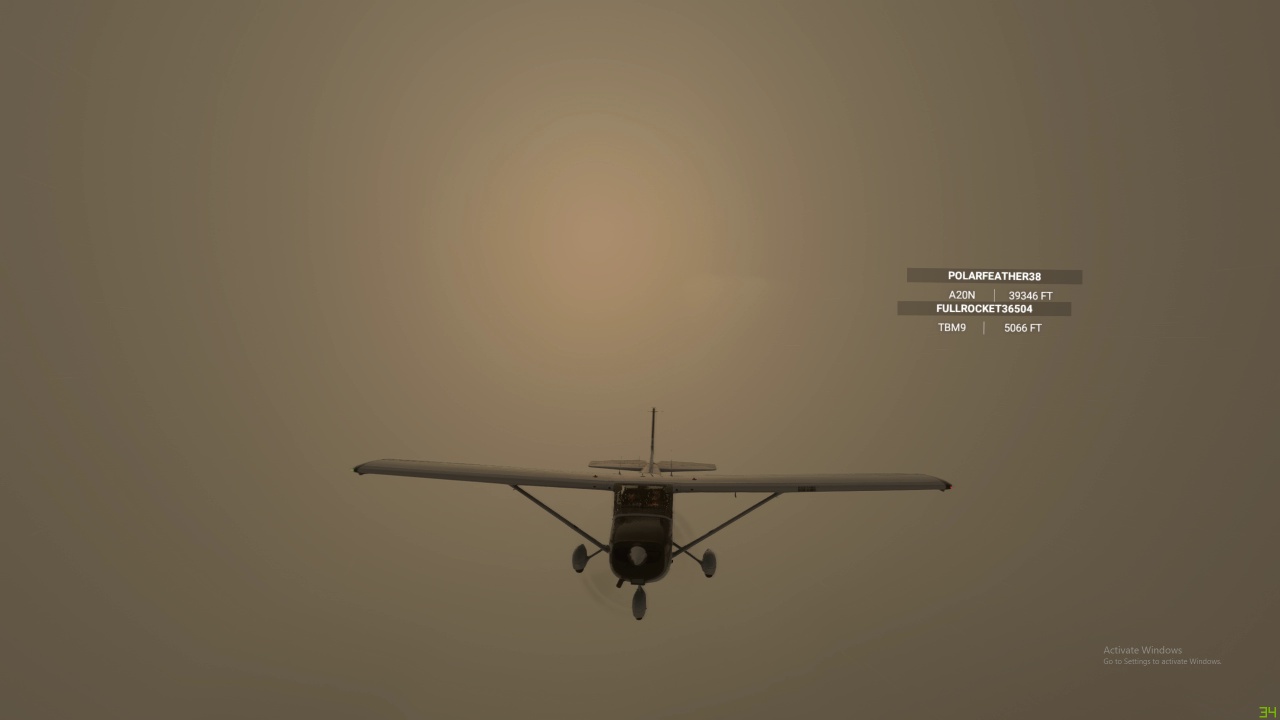 POLARFEATHER38
A20N | 39346 FT
FULLROCKET36504
TBM9 | 5066 FT
Activate Windows
Go to Settings to activate Windows.
34